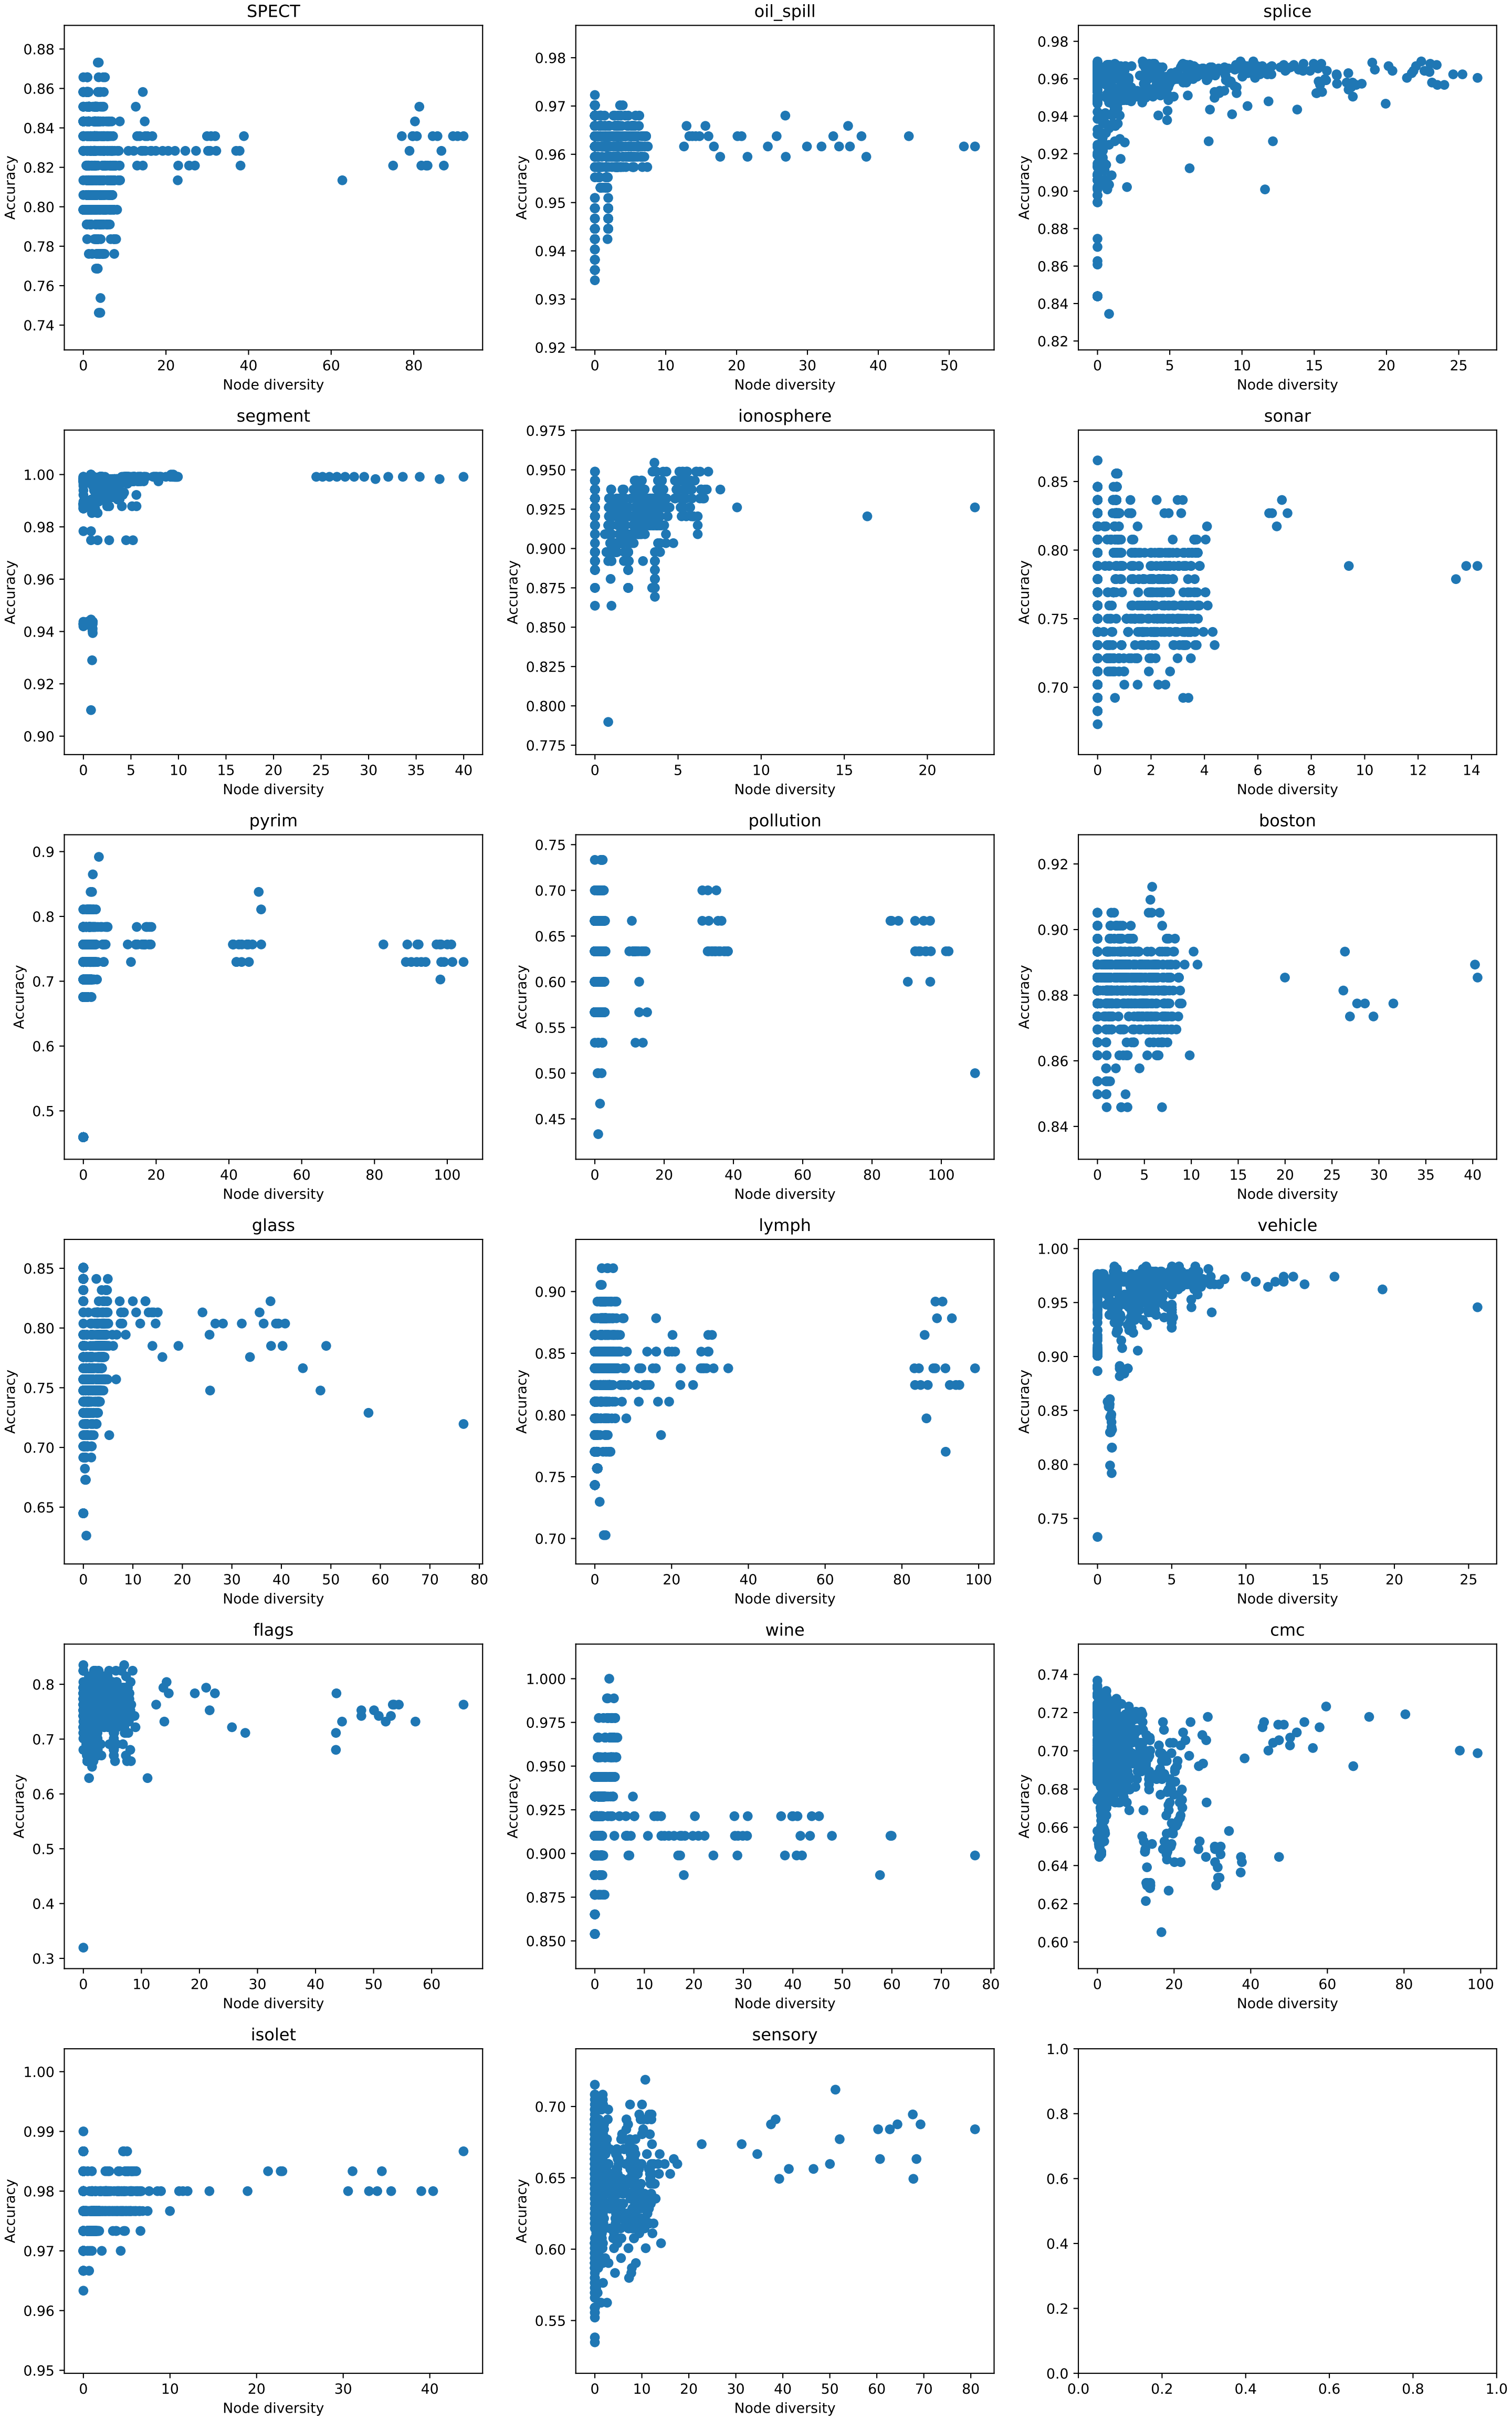 SPECT
oil_spill
splice
0.88
0.86
0.84
0.82
0.80
0.78
0.76
0.74
Accuracy
0 20 40 60 80
Node diversity
0.98
0.97
0.96
0.95
0.94
0.93
0.92
Accuracy
0 10 20 30 40 50
Node diversity
0.98
0.96
0.94
0.92
0.90
0.88
0.86
0.84
0.82
Accuracy
0 5 10 15 20 25
Node diversity
segment
ionosphere
sonar
1.00
0.98
0.96
0.94
0.92
0.90
Accuracy
0 5 10 15 20 25 30 35 40
Node diversity
0.975
0.950
0.925
0.900
0.875
0.850
0.825
0.800
0.775
Accuracy
0 5 10 15 20
Node diversity
0.85
0.80
0.75
0.70
Accuracy
0 2 4 6 8 10 12 14
Node diversity
pyrim
pollution
boston
0.9
0.8
0.7
0.6
0.5
Accuracy
0 20 40 60 80 100
Node diversity
0.75
0.70
0.65
0.60
0.55
0.50
0.45
Accuracy
0 20 40 60 80 100
Node diversity
0.92
0.90
0.88
0.86
0.84
Accuracy
0 5 10 15 20 25 30 35 40
Node diversity
glass
lymph
vehicle
0.85
0.80
0.75
0.70
0.65
Accuracy
0 10 20 30 40 50 60 70 80
Node diversity
0.90
0.85
0.80
0.75
0.70
Accuracy
0 20 40 60 80 100
Node diversity
1.00
0.95
0.90
0.85
0.80
0.75
Accuracy
0 5 10 15 20 25
Node diversity
flags
wine
cmc
0.8
0.7
0.6
0.5
0.4
0.3
Accuracy
0 10 20 30 40 50 60
Node diversity
1.000
0.975
0.950
0.925
0.900
0.875
0.850
Accuracy
0 10 20 30 40 50 60 70 80
Node diversity
0.74
0.72
0.70
0.68
0.66
0.64
0.62
0.60
Accuracy
0 20 40 60 80 100
Node diversity
isolet
sensory
1.00
0.99
0.98
0.97
0.96
0.95
Accuracy
0 10 20 30 40
Node diversity
0.70
0.65
0.60
0.55
Accuracy
0 10 20 30 40 50 60 70 80
Node diversity
1.0
0.8
0.6
0.4
0.2
0.0
0.0 0.2 0.4 0.6 0.8 1.0